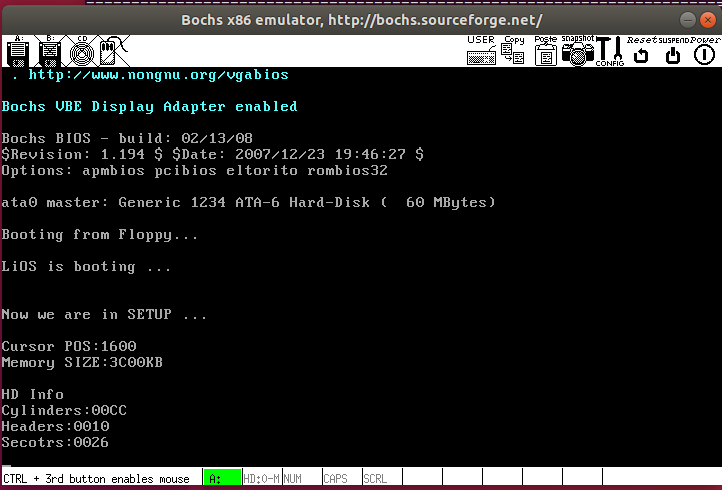 Bochs x86 emulator, http://bochs.sourceforge.net/
A: B: CD USER Copy Paste snapshot CONFIG Reset SUSPEND Power
. http://www.nongnu.org/vgabios
Bochs VBE Display Adapter enabled
Bochs BIOS - build: 02/13/08
$Revision: 1.194 $ $Date: 2007/12/23 19:46:27 $
Options: apmbios pcibios eltorito rombios32
ata0 master: Generic 1234 ATA-6 Hard-Disk (  60 MBytes)
Booting from Floppy...
LiOS is booting ...
Now we are in SETUP ...
Cursor POS:1600
Memory SIZE:3C00KB
HD Info
Cylinders:00CC
Headers:0010
Secotrs:0026
CTRL + 3rd button enables mouse A: HD:0-M NUM CAPS SCRL